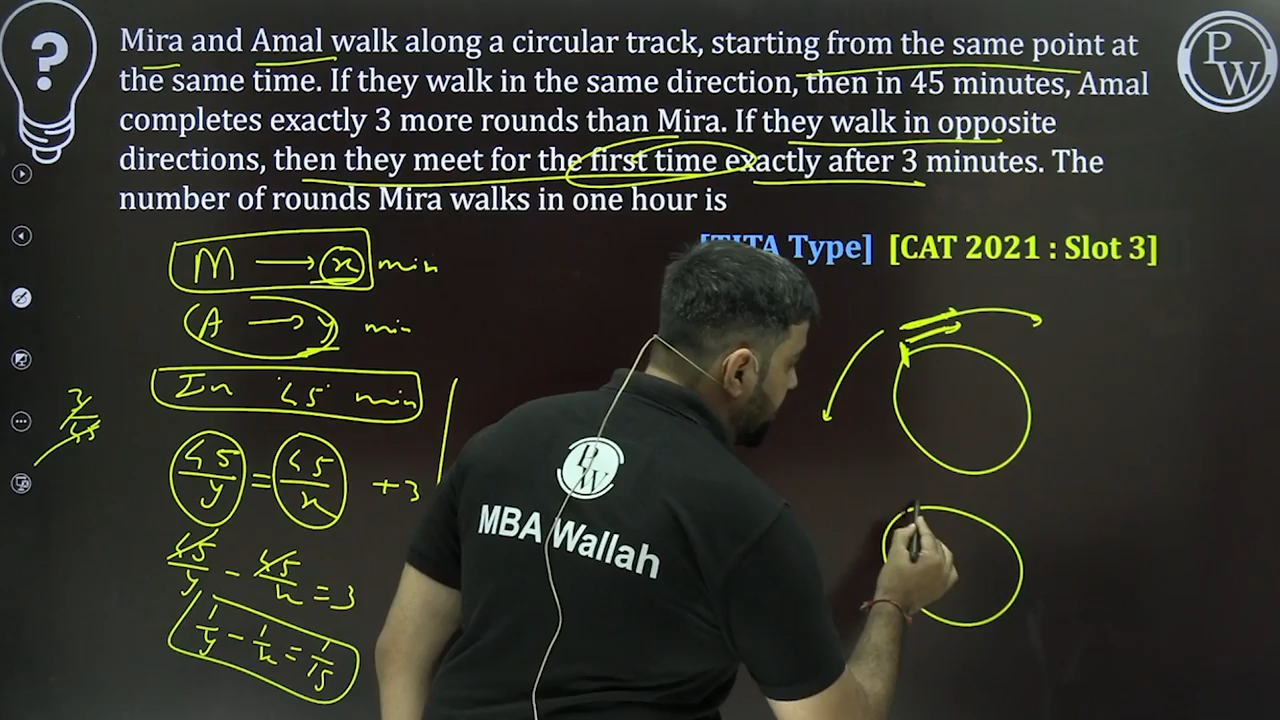 Mira and Amal walk along a circular track, starting from the same point at
the same time. If they walk in the same direction, then in 45 minutes, Amal
completes exactly 3 more rounds than Mira. If they walk in opposite
directions, then they meet for the first time exactly after 3 minutes. The
number of rounds Mira walks in one hour is
[TITA Type] [CAT 2021 : Slot 3]
M → x min
A → y min
In 45 min
3/45
45/y = 45/x + 3
45/y - 45/x = 3
1/y - 1/x = 1/15
PW
PW
MBA Wallah
?